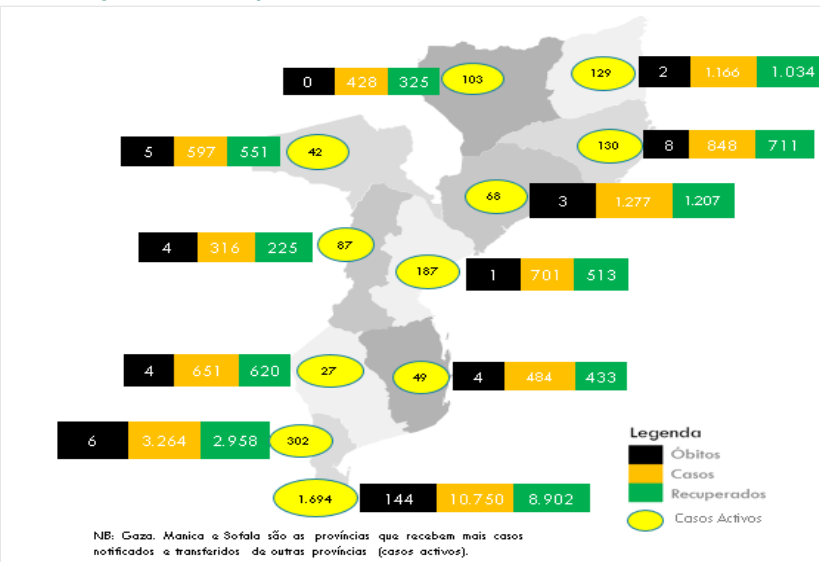 129 2 1.166 1.034
0 428 325 103
130 8 848 711
5 597 551 42
68 3 1.277 1.207
4 316 225 87
187 1 701 513
4 651 620 27
49 4 484 433
6 3.264 2.958 302
1.694 144 10.750 8.902
Legenda
Óbitos
Casos
Recuperados
Casos Activos
NB: Gaza, Manica e Sofala são as províncias que recebem mais casos
notificados e transferidos de outras províncias (casos activos).